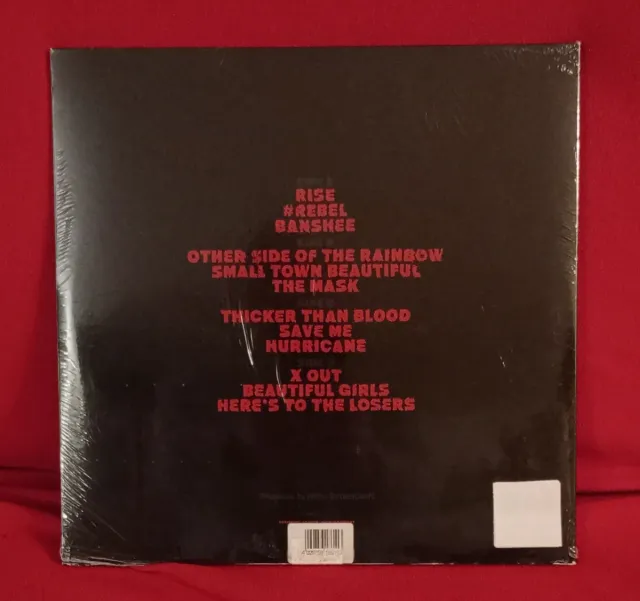 RISE
#REBEL
BANSHEE
OTHER SIDE OF THE RAINBOW
SMALL TOWN BEAUTIFUL
THE MASK
THICKER THAN BLOOD
SAVE ME
HURRICANE
X OUT
BEAUTIFUL GIRLS
HERE'S TO THE LOSERS